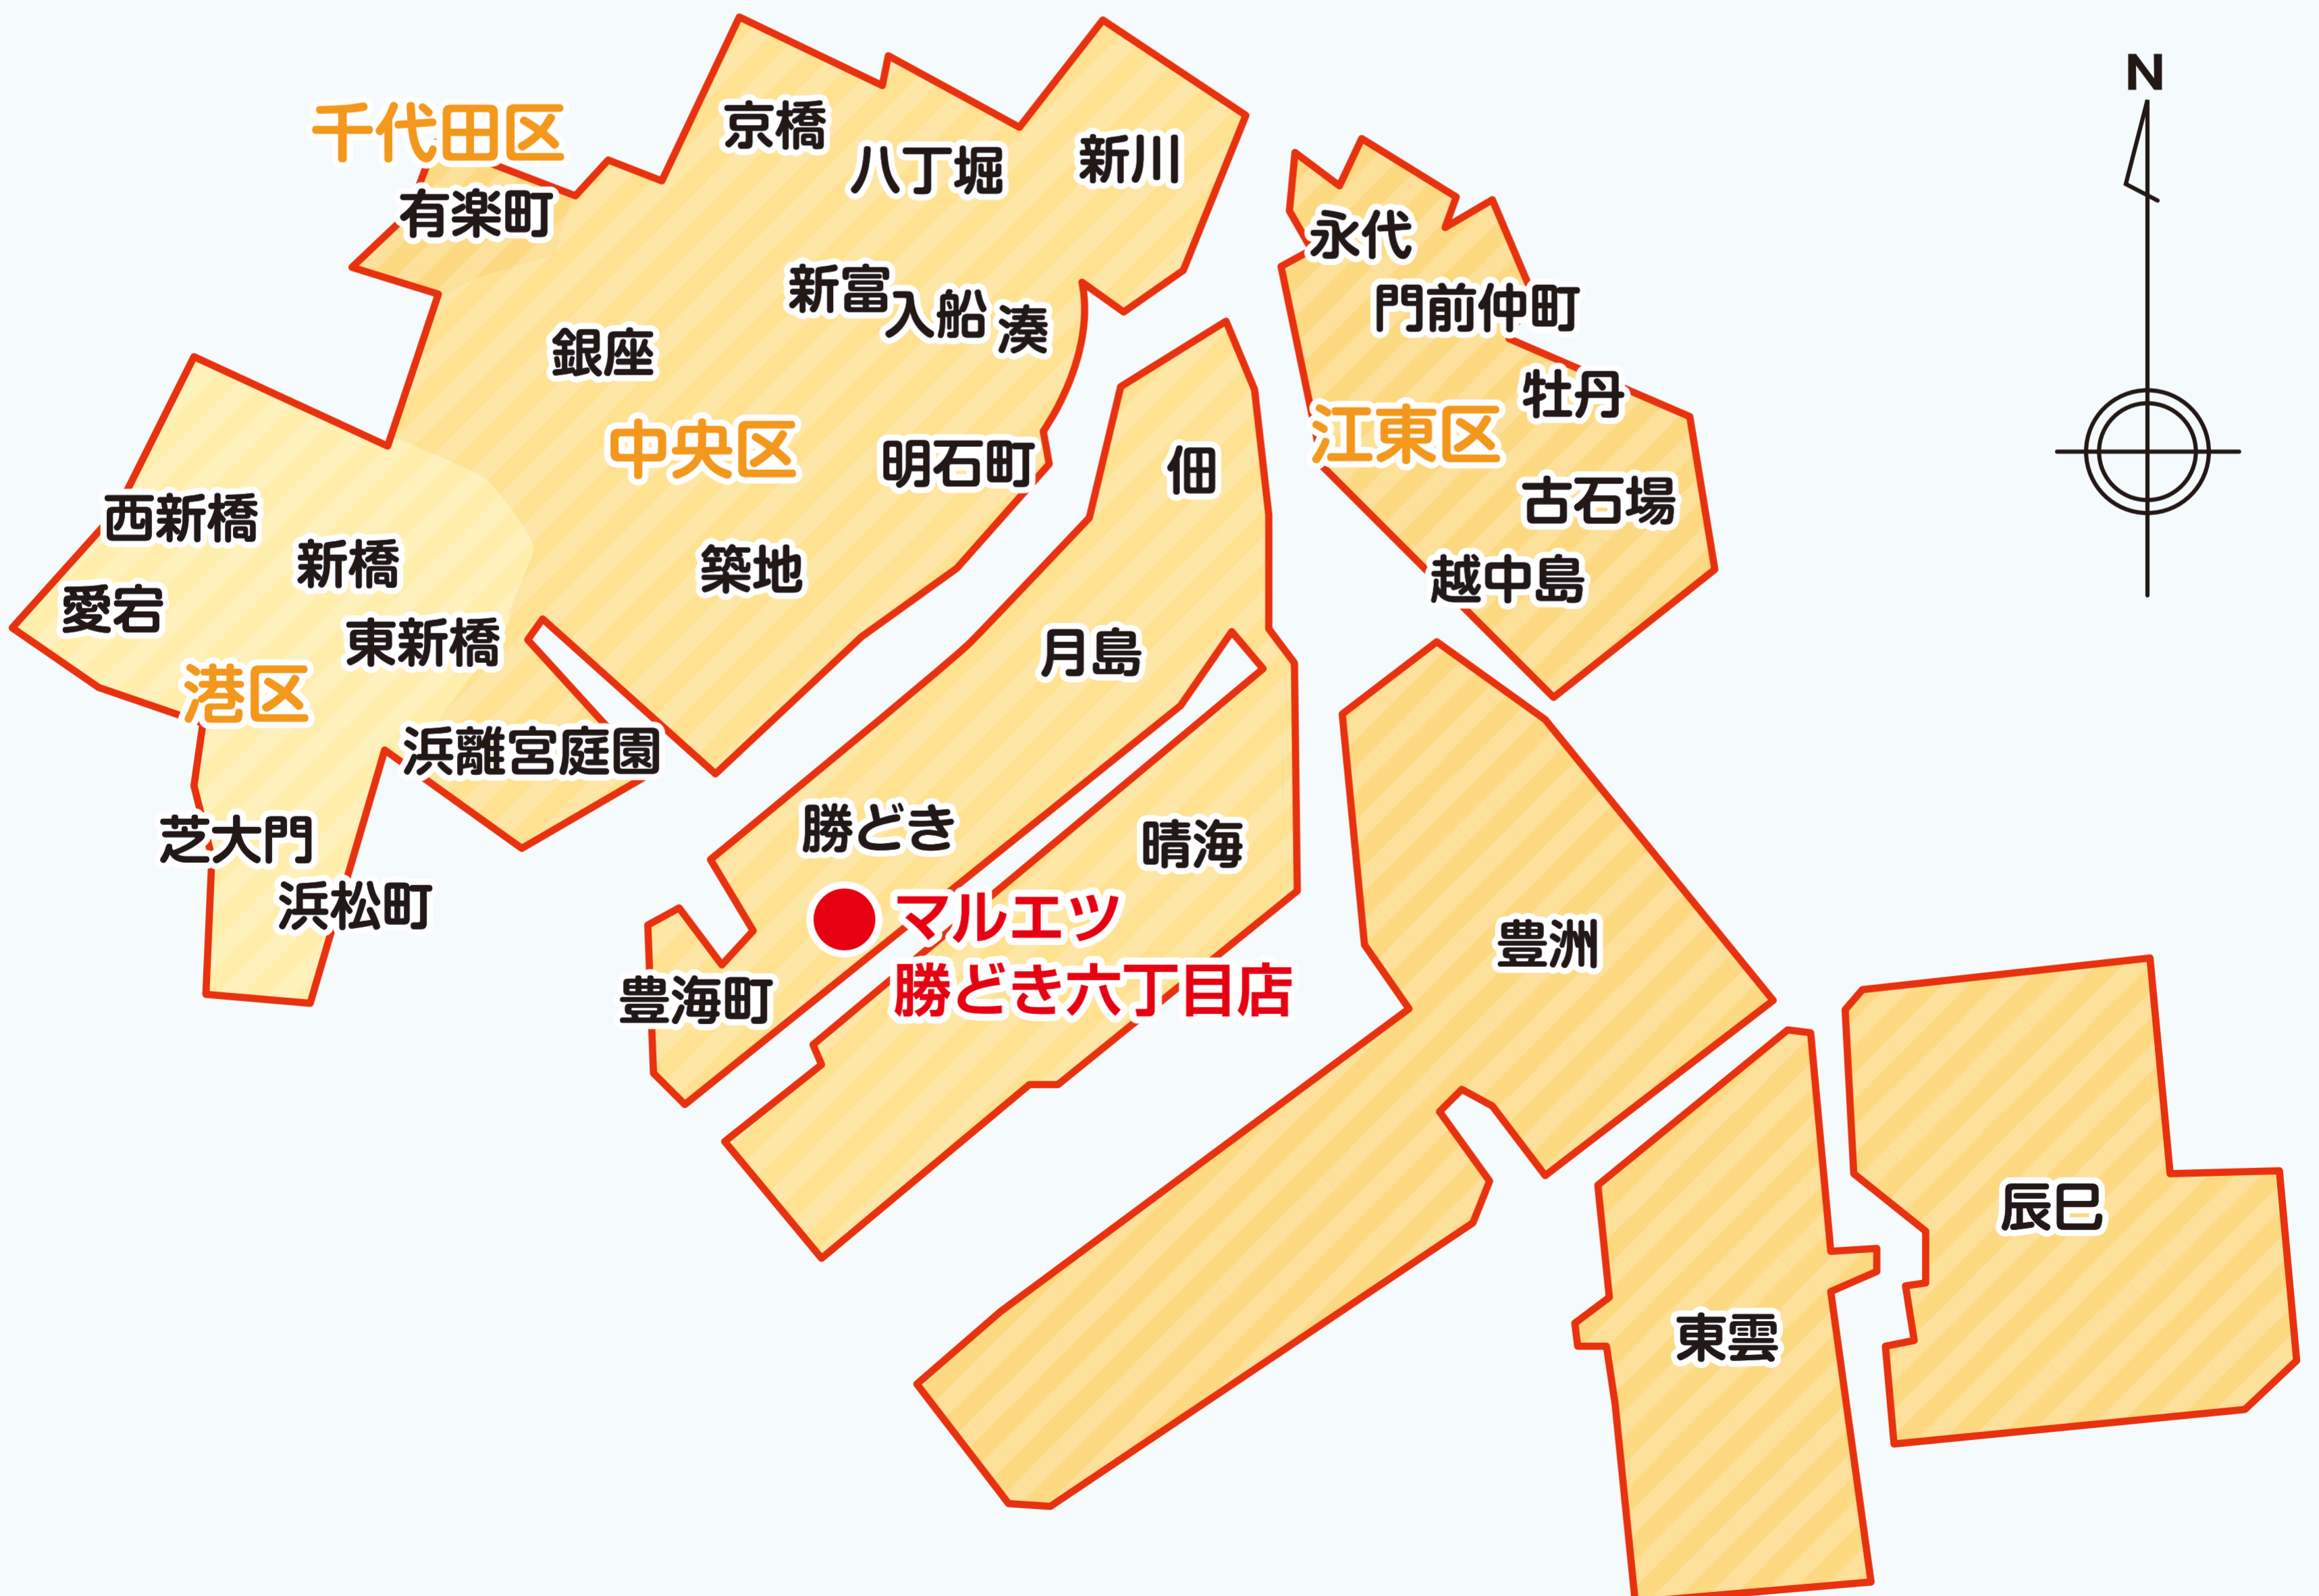 N
千代田区
有楽町
京橋
八丁堀
新川
新富
入船
湊
銀座
中央区
明石町
築地
佃
月島
勝どき
晴海
豊海町
マルエツ
勝どき六丁目店
西新橋
新橋
愛宕
東新橋
港区
浜離宮庭園
芝大門
浜松町
永代
門前仲町
牡丹
江東区
古石場
越中島
豊洲
辰巳
東雲